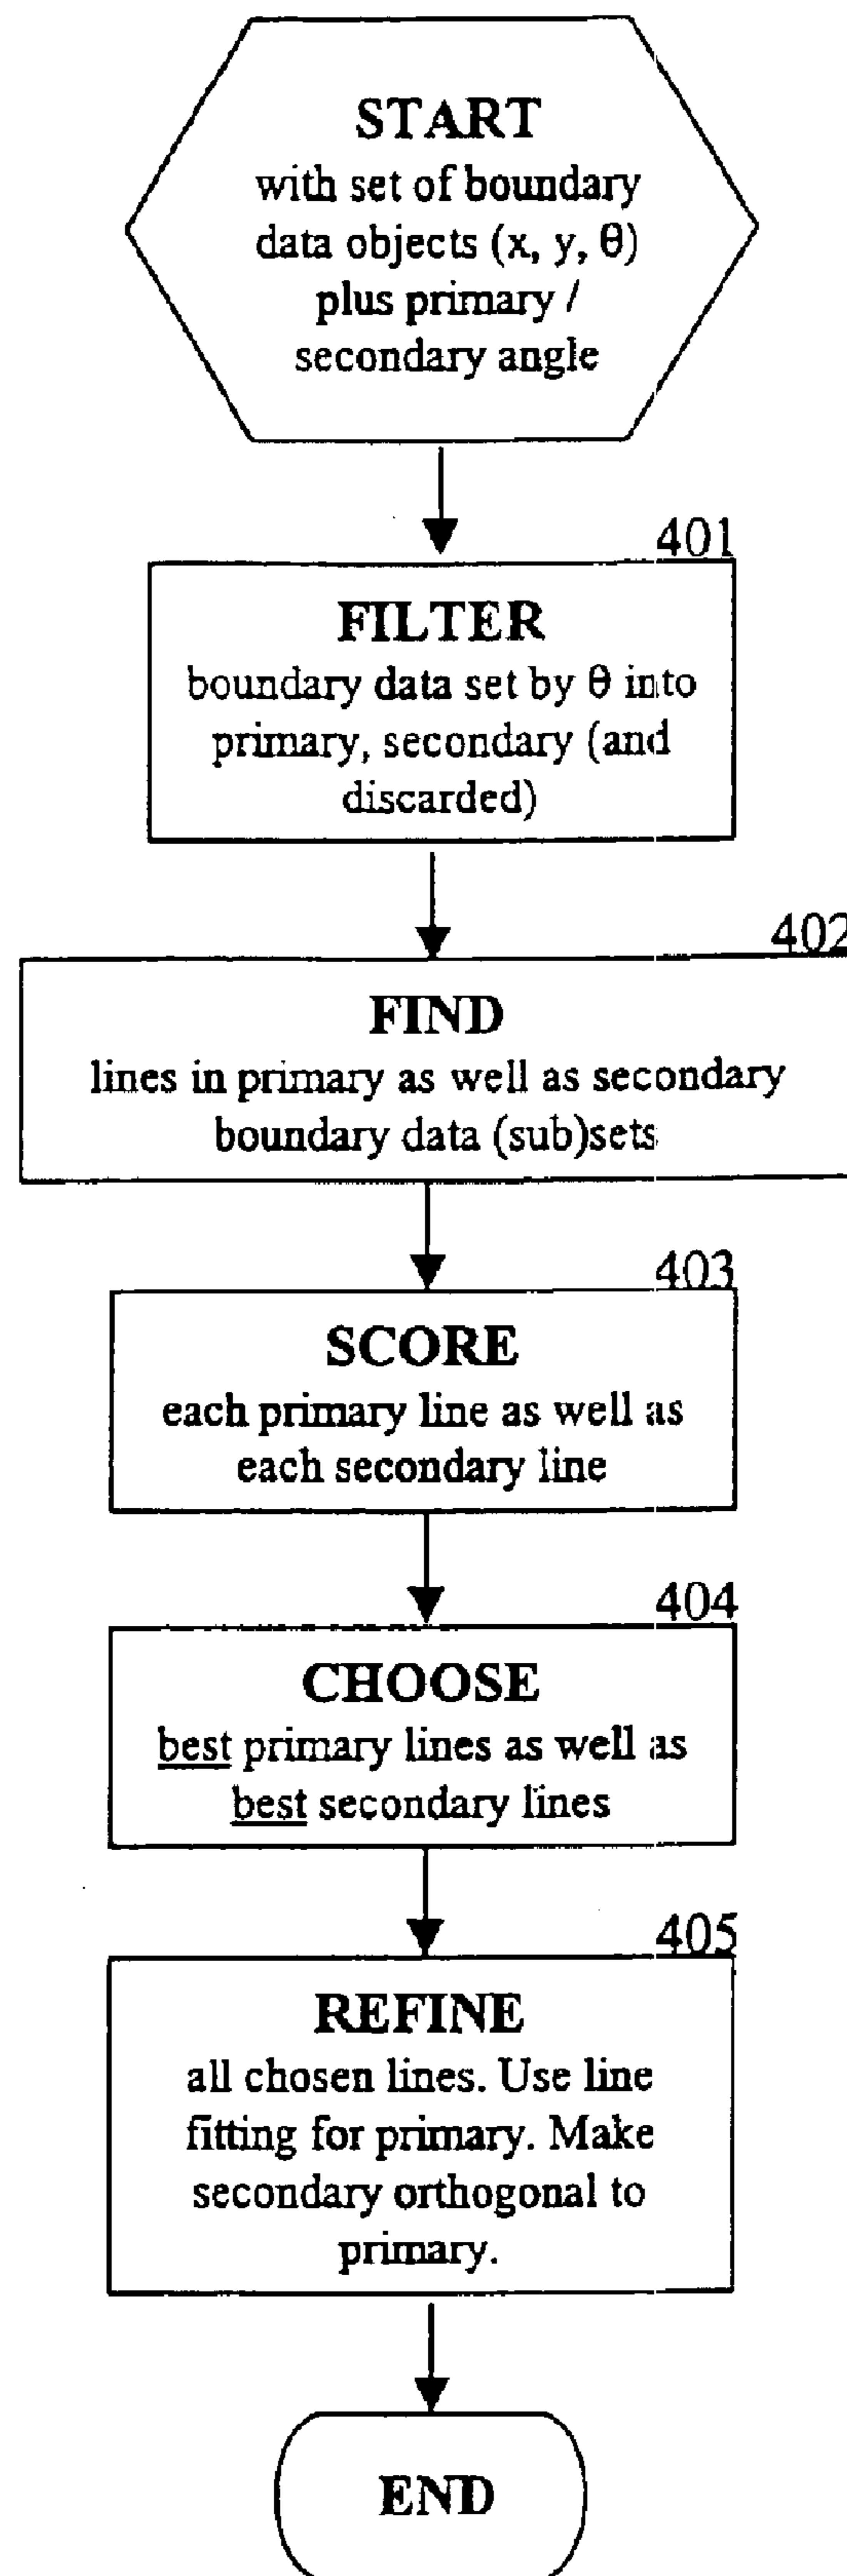 START
with set of boundary
data objects (x, y, θ)
plus primary /
secondary angle
401
FILTER
boundary data set by θ into
primary, secondary (and
discarded)
402
FIND
lines in primary as well as secondary
boundary data (sub)sets
403
SCORE
each primary line as well as
each secondary line
404
CHOOSE
best primary lines as well as
best secondary lines
405
REFINE
all chosen lines. Use line
fitting for primary. Make
secondary orthogonal to
primary.
END